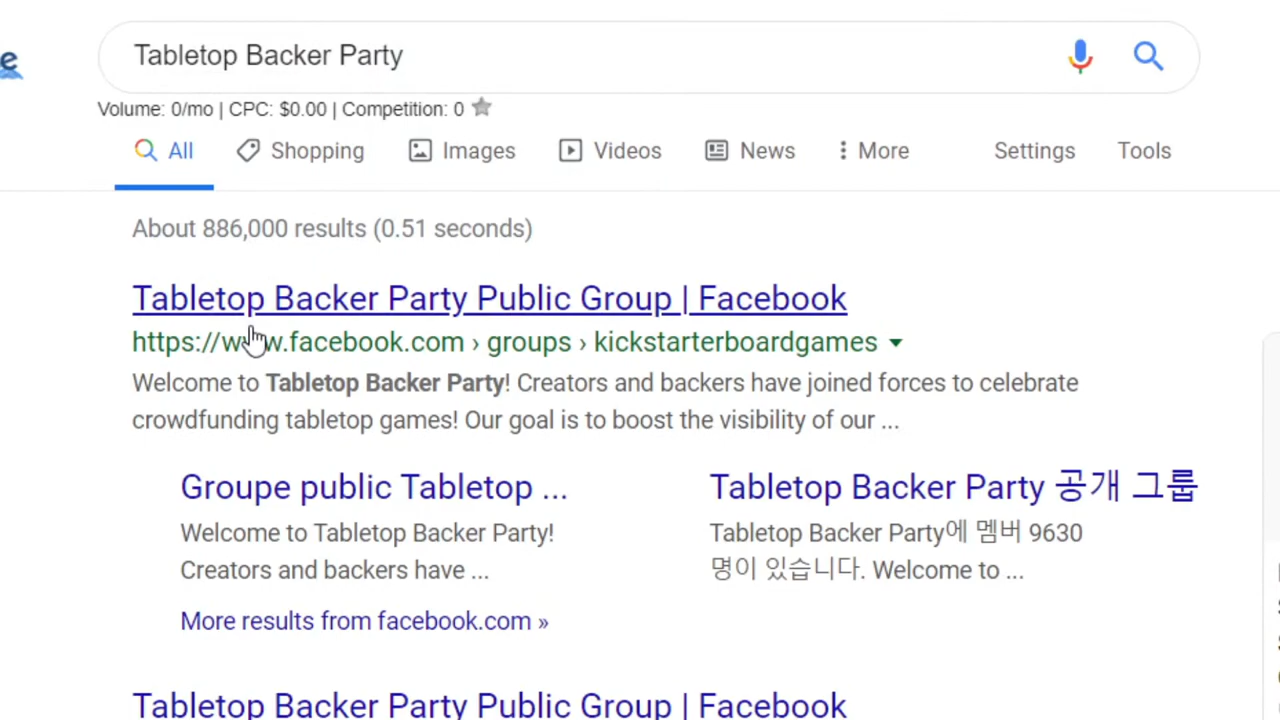 Tabletop Backer Party
Volume: 0/mo | CPC: $0.00 | Competition: 0
All Shopping Images Videos News More Settings Tools
About 886,000 results (0.51 seconds)
Tabletop Backer Party Public Group | Facebook
https://www.facebook.com › groups › kickstarterboardgames
Welcome to Tabletop Backer Party! Creators and backers have joined forces to celebrate
crowdfunding tabletop games! Our goal is to boost the visibility of our ...
Groupe public Tabletop ...
Welcome to Tabletop Backer Party!
Creators and backers have ...
Tabletop Backer Party 공개 그룹
Tabletop Backer Party에 멤버 9630
명이 있습니다. Welcome to ...
More results from facebook.com »
Tabletop Backer Party Public Group | Facebook